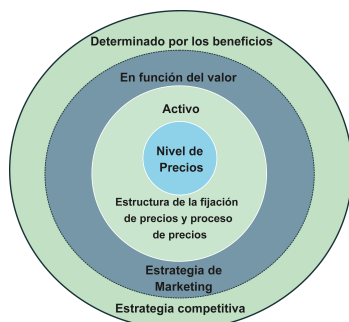 Determinado por los beneficios
En función del valor
Activo
Nivel de
Precios
Estructura de la fijación
de precios y proceso
de precios
Estrategia de
Marketing
Estrategia competitiva